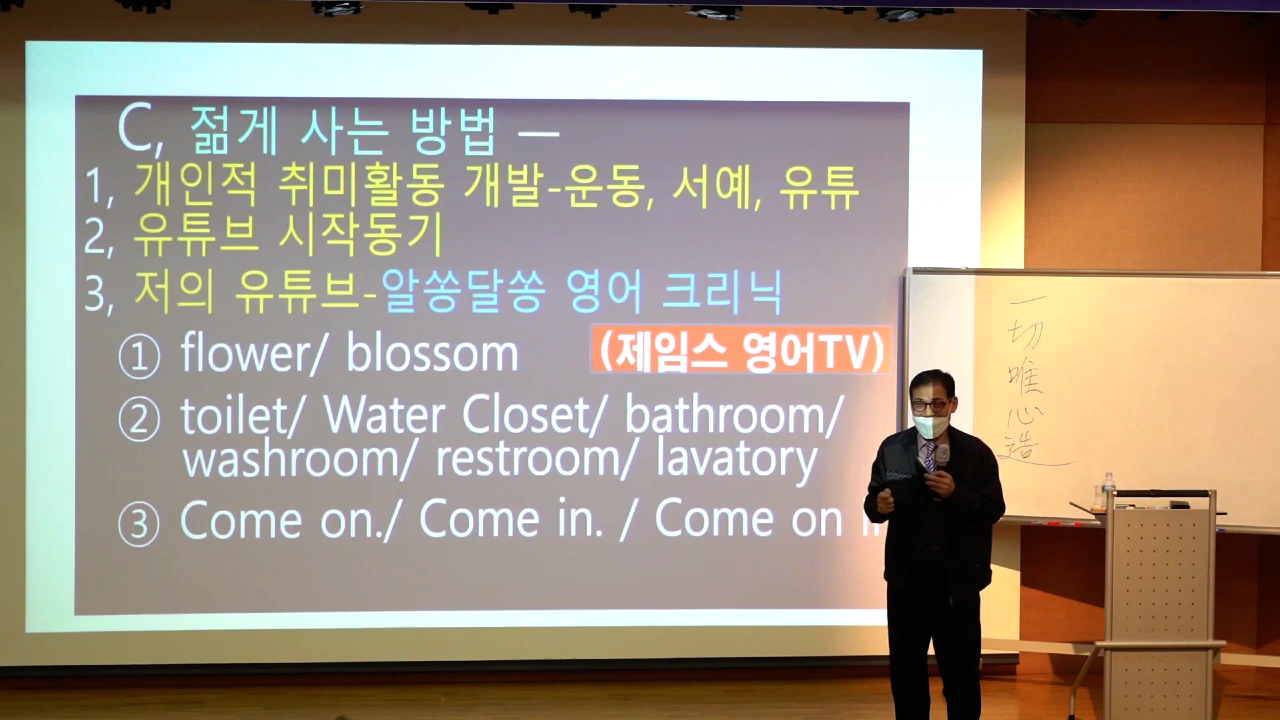 C, 젊게 사는 방법 —
1, 개인적 취미활동 개발-운동, 서예, 유튜
2, 유튜브 시작동기
3, 저의 유튜브-알쏭달쏭 영어 크리닉
① flower/ blossom (제임스 영어TV)
② toilet/ Water Closet/ bathroom/
washroom/ restroom/ lavatory
③ Come on./ Come in. / Come on
一
切
唯
心
造